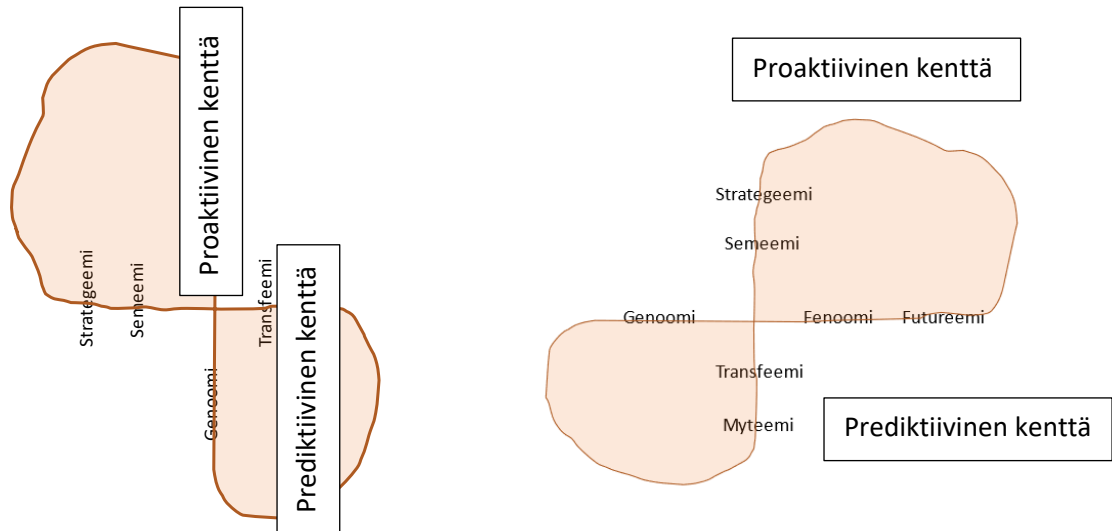 Proaktiivinen kenttä
Strategeemi
Semeemi
Transfeemi
Genoomi
Prediktiivinen kenttä
Proaktiivinen kenttä
Strategeemi
Semeemi
Genoomi
Fenoomi
Futureemi
Transfeemi
Myteemi
Prediktiivinen kenttä